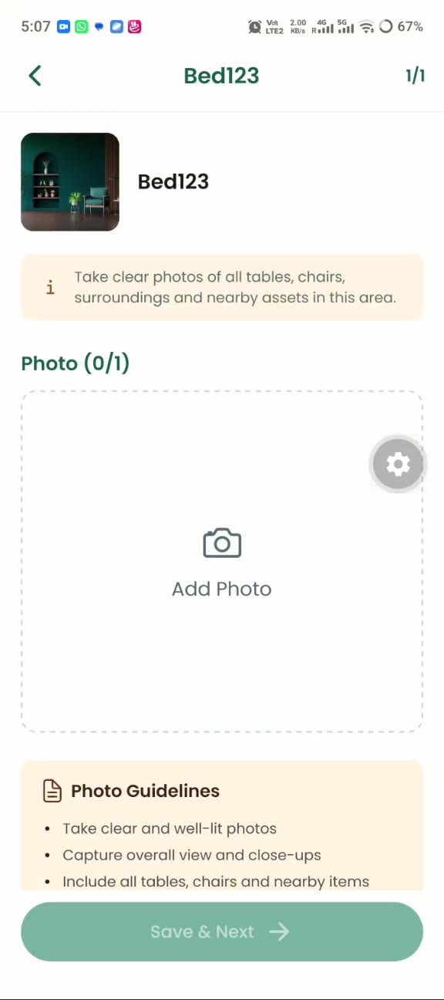 5:07
Vo) LTE2 2.00 KB/s R 4G 5G 67%
Bed123
1/1
Bed123
i
Take clear photos of all tables, chairs,
surroundings and nearby assets in this area.
Photo (0/1)
Add Photo
Photo Guidelines
• Take clear and well-lit photos
• Capture overall view and close-ups
• Include all tables, chairs and nearby items
Save & Next →